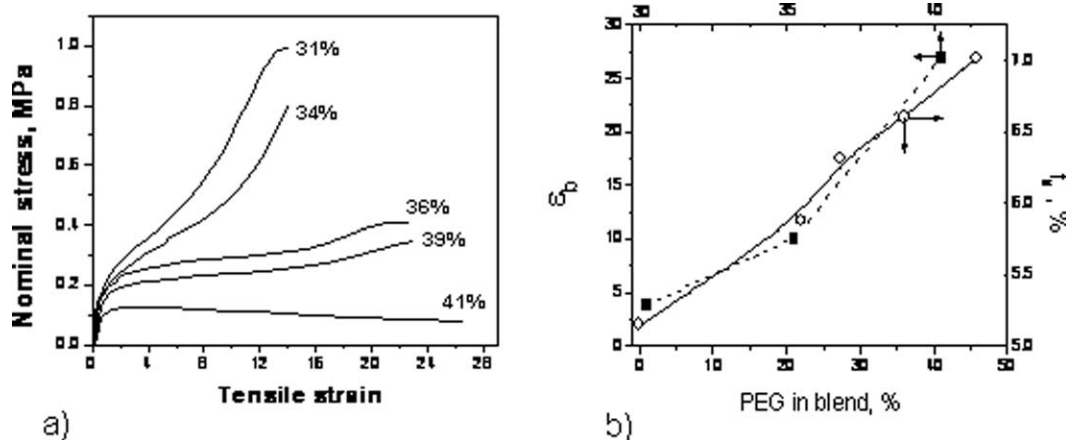 Nominal stress, MPa
1.0
0.8
0.6
0.4
0.2
0.0
0 4 8 12 16 20 24 28
Tensile strain
31%
34%
36%
39%
41%
a)
30 35 40
30
25
20
15
10
5
0
εb
0 10 20 30 40 50
PEG in blend, %
7.0
6.5
6.0
5.5
5.0
%
b)